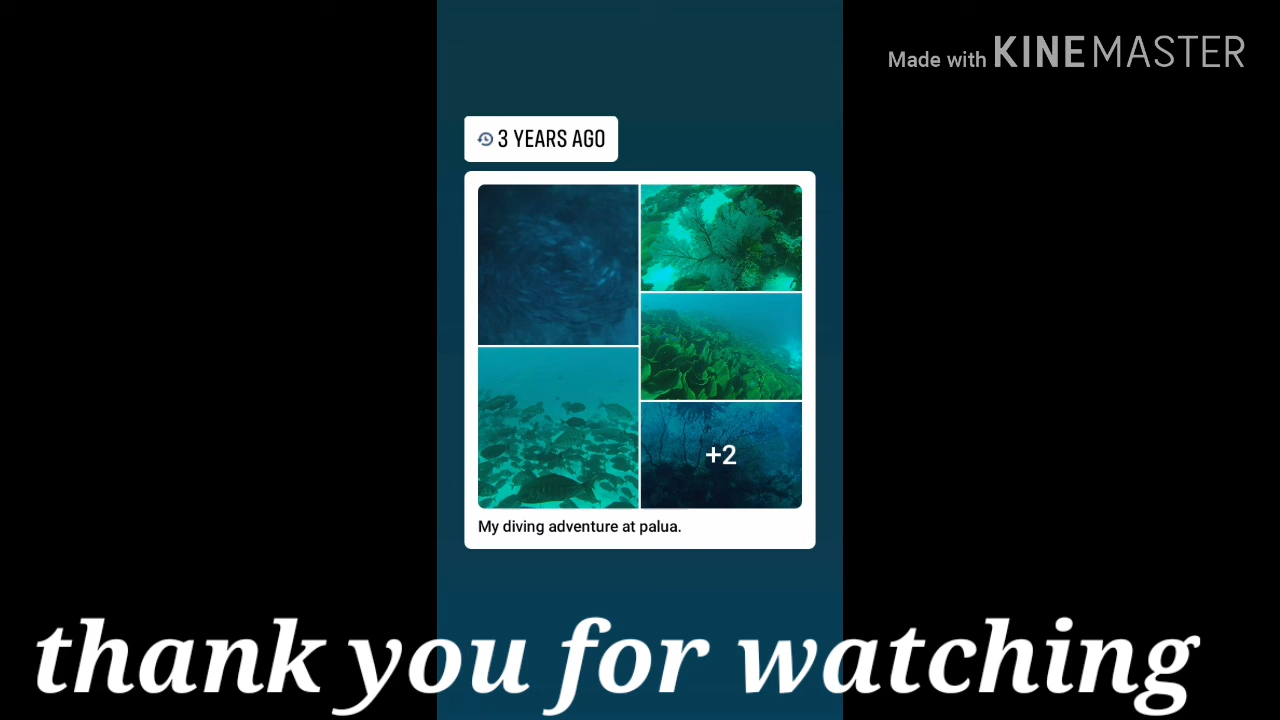 Made with KINEMASTER
3 YEARS AGO
+2
My diving adventure at palua.
thank you for watching